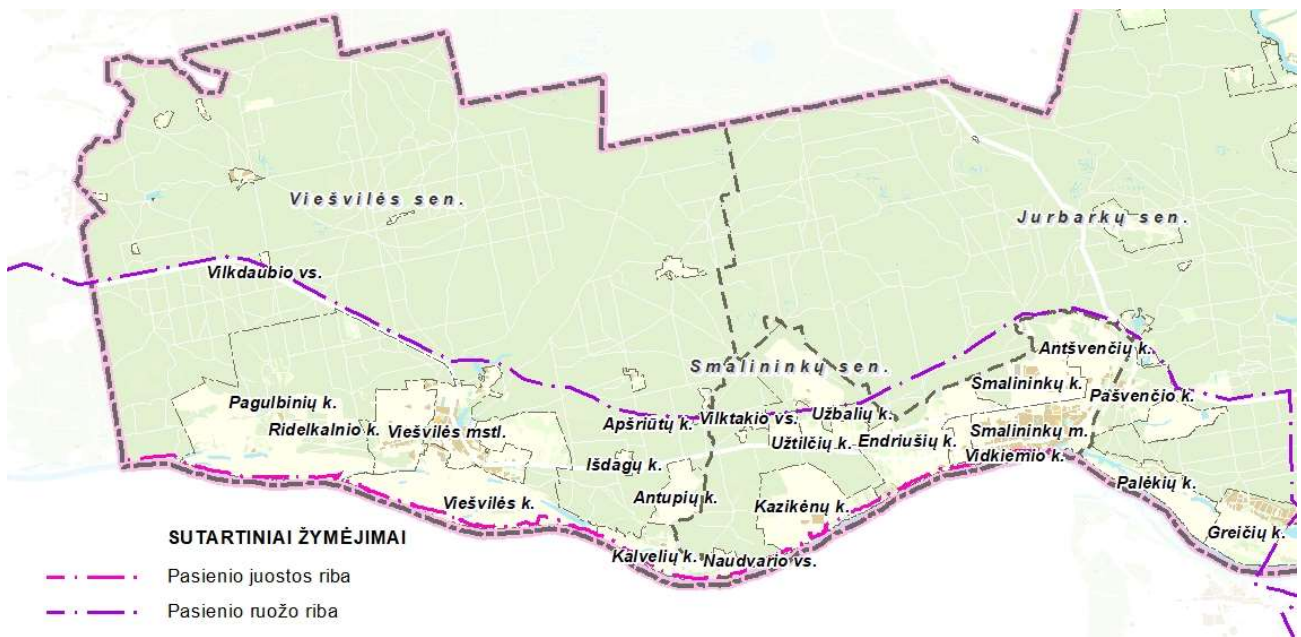 Viešvilės sen.
Jurbarkų sen.
Vilkdaubio vs.
Antšvenčių k.
Smalininkų sen.
Smalininkų k.
Pašvenčio k.
Pagulbinių k.
Užbalių k.
Vilktakio vs.
Apšriūtų k.
Ridelkalnio k.
Viešvilės mstl.
Smalininkų m.
Užtilčių k.
Endriušių k.
Vidkiemio k.
Išdagų k.
Palėkių k.
Antupių k.
Viešvilės k.
Kazikėnų k.
Greičių k.
Kalvelių k.
Naudvario vs.
SUTARTINIAI ŽYMĖJIMAI
Pasienio juostos riba
Pasienio ruožo riba